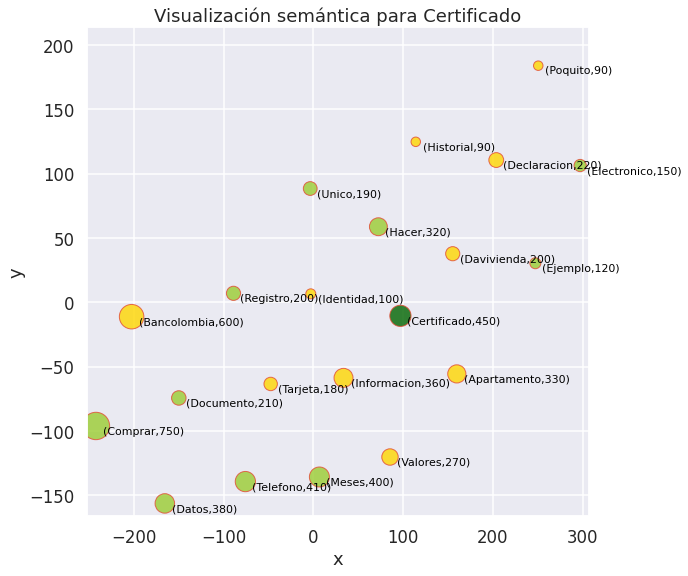 Visualización semántica para Certificado
200
150
100
50
0
−50
−100
−150
y
(Poquito,90)
(Historial,90)
(Declaracion,220)
(Electronico,150)
(Unico,190)
(Hacer,320)
(Davivienda,200)
(Ejemplo,120)
(Registro,200)
(Identidad,100)
(Bancolombia,600)
(Certificado,450)
(Tarjeta,180)
(Informacion,360)
(Apartamento,330)
(Documento,210)
(Comprar,750)
(Valores,270)
(Telefono,410)
(Meses,400)
(Datos,380)
−200
−100
0
100
200
300
x